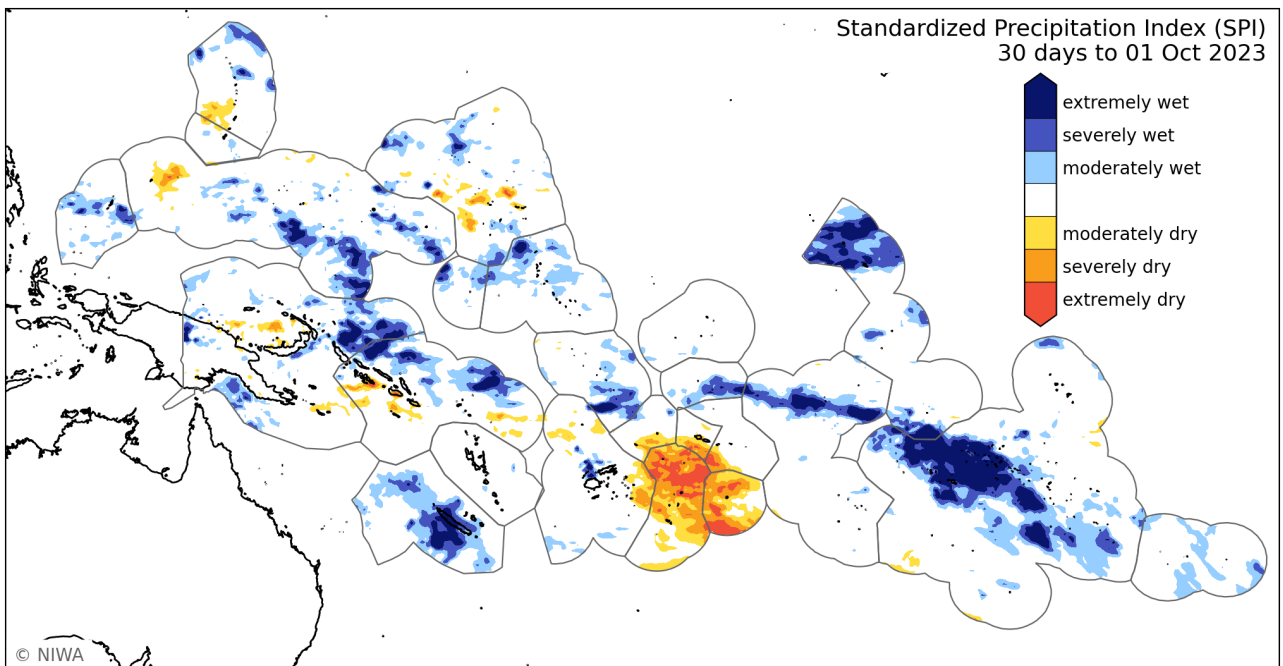 Standardized Precipitation Index (SPI)
30 days to 01 Oct 2023
extremely wet
severely wet
moderately wet
moderately dry
severely dry
extremely dry
© NIWA